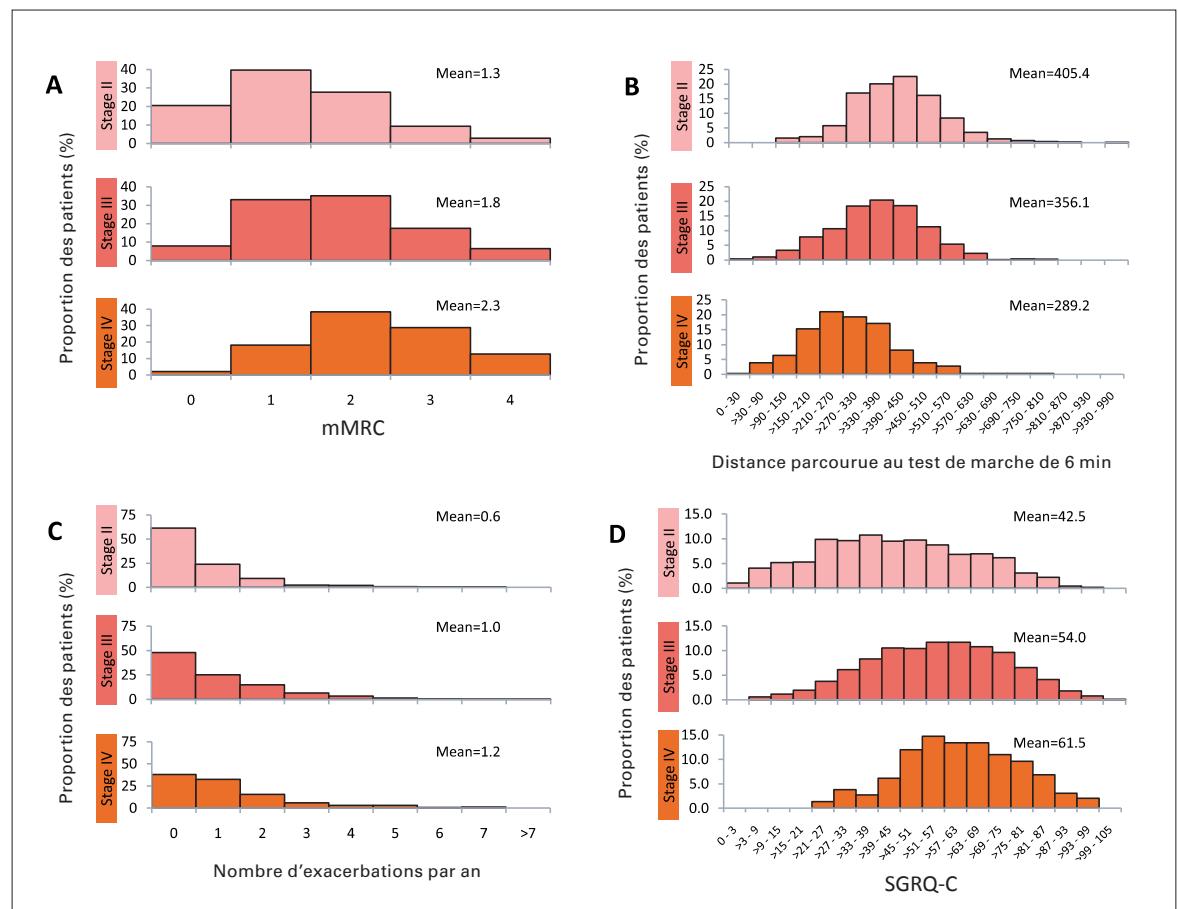 A
Proportion des patients (%)
Stage II
40
30
20
10
0
Mean=1.3
Stage III
40
30
20
10
0
Mean=1.8
Stage IV
40
30
20
10
0
Mean=2.3
0 1 2 3 4
mMRC
B
Proportion des patients (%)
Stage II
25
20
15
10
5
0
Mean=405.4
Stage III
25
20
15
10
5
0
Mean=356.1
Stage IV
25
20
15
10
5
0
Mean=289.2
0 - 30
>30 - 90
>90 - 150
>150 - 210
>210 - 270
>270 - 330
>330 - 390
>390 - 450
>450 - 510
>510 - 570
>570 - 630
>630 - 690
>690 - 750
>750 - 810
>810 - 870
>870 - 930
>930 - 990
Distance parcourue au test de marche de 6 min
C
Proportion des patients (%)
Stage II
75
50
25
0
Mean=0.6
Stage III
75
50
25
0
Mean=1.0
Stage IV
75
50
25
0
Mean=1.2
0 1 2 3 4 5 6 7 >7
Nombre d'exacerbations par an
D
Proportion des patients (%)
Stage II
15.0
10.0
5.0
0.0
Mean=42.5
Stage III
15.0
10.0
5.0
0.0
Mean=54.0
Stage IV
15.0
10.0
5.0
0.0
Mean=61.5
0 - 3
>3 - 9
>9 - 15
>15 - 21
>21 - 27
>27 - 33
>33 - 39
>39 - 45
>45 - 51
>51 - 57
>57 - 63
>63 - 69
>69 - 75
>75 - 81
>81 - 87
>87 - 93
>93 - 99
>99 - 105
SGRQ-C